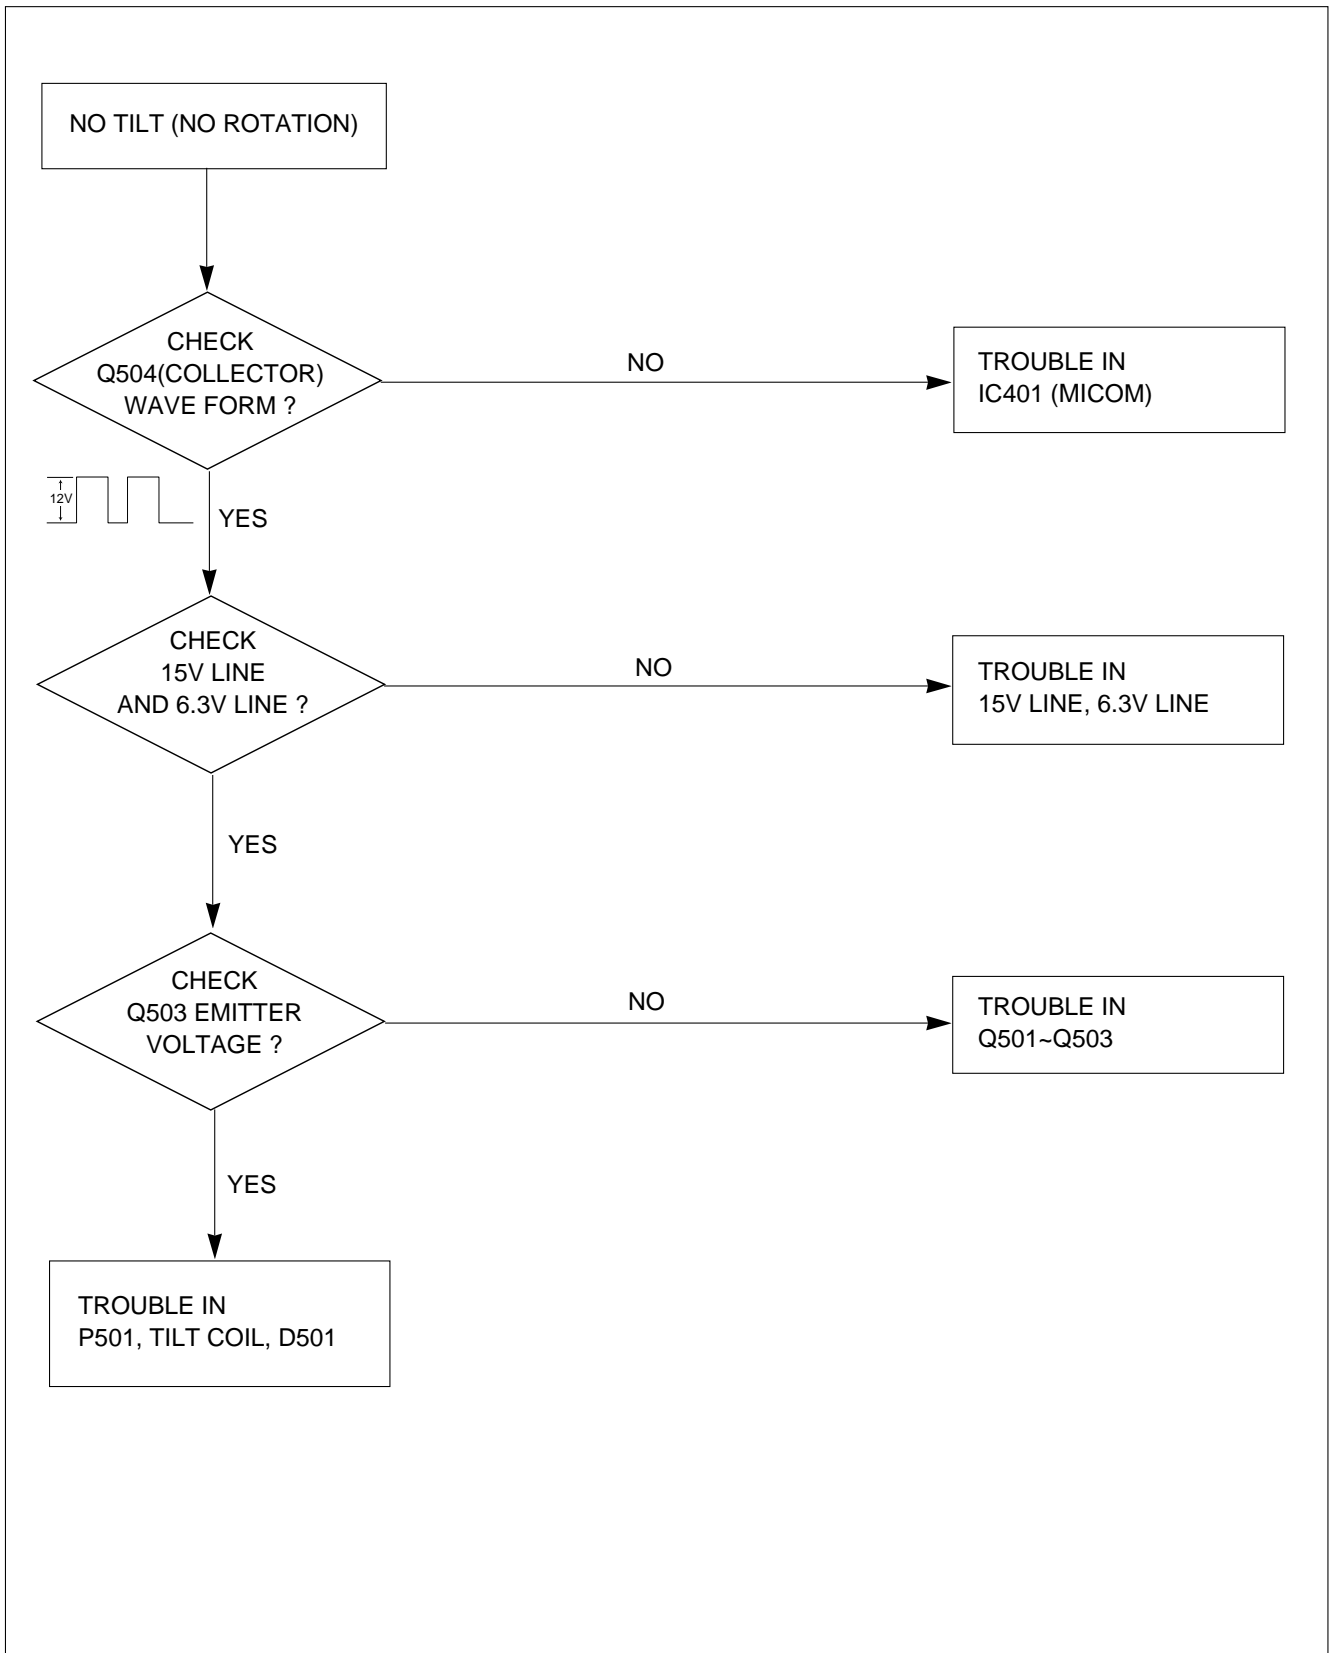 NO TILT (NO ROTATION)
CHECK
Q504(COLLECTOR)
WAVE FORM ?
NO
TROUBLE IN
IC401 (MICOM)
12V
YES
CHECK
15V LINE
AND 6.3V LINE ?
NO
TROUBLE IN
15V LINE, 6.3V LINE
YES
CHECK
Q503 EMITTER
VOLTAGE ?
NO
TROUBLE IN
Q501~Q503
YES
TROUBLE IN
P501, TILT COIL, D501